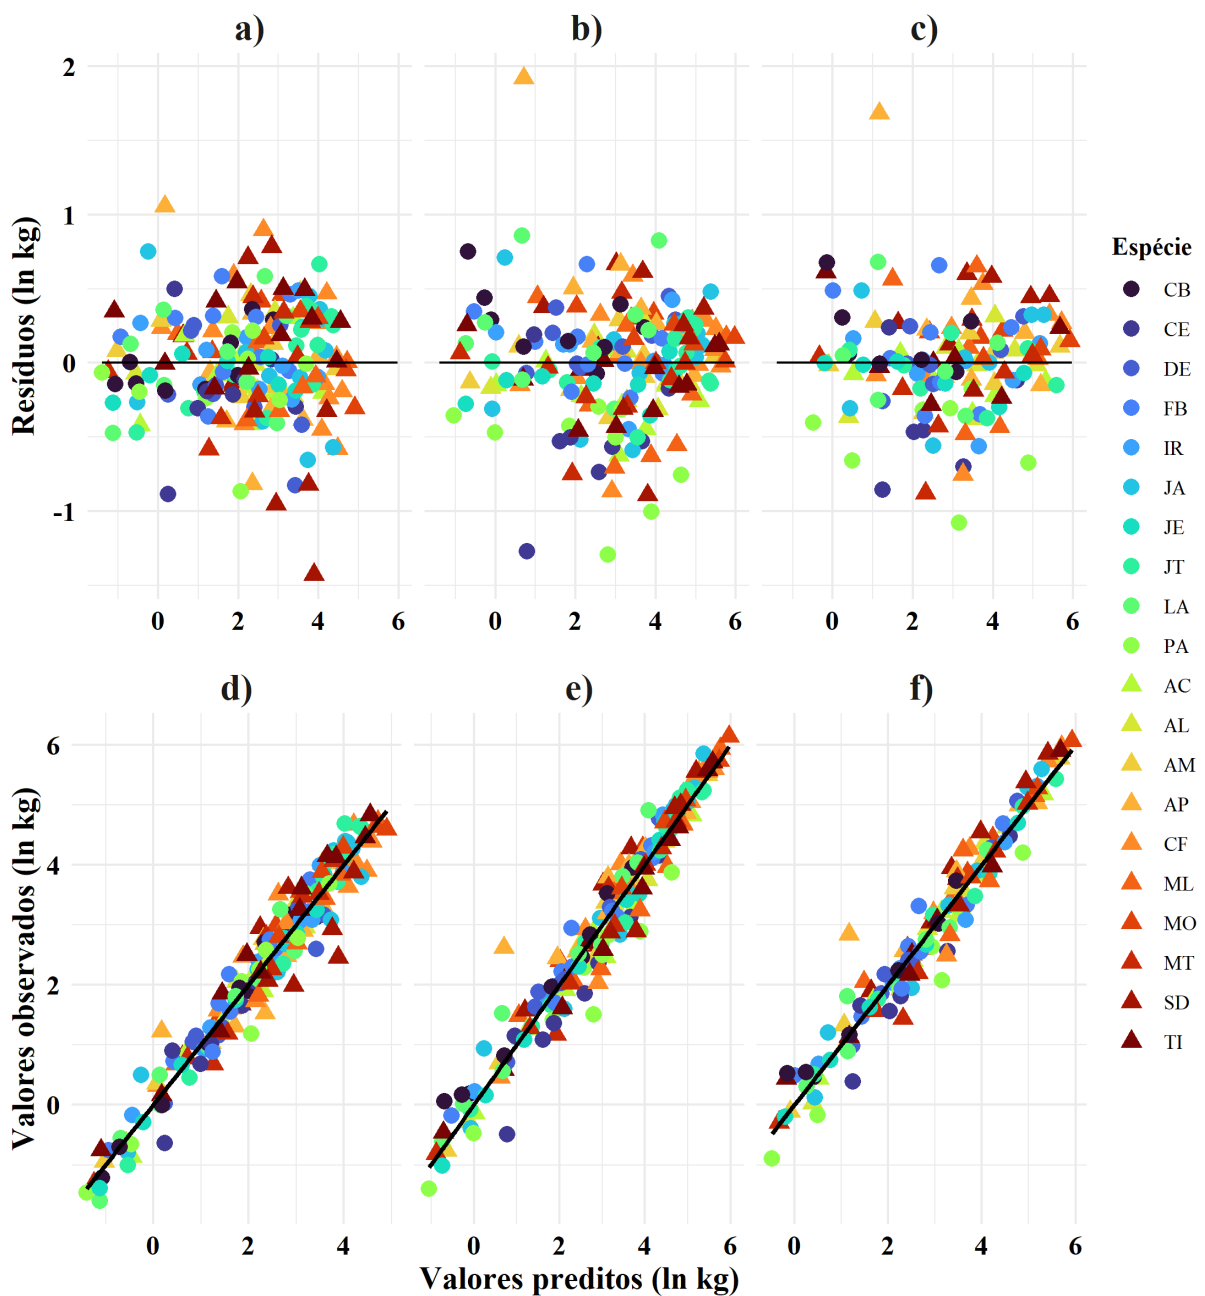 a)
b)
c)
2
1
0
-1
Resíduos (ln kg)
0 2 4 6
0 2 4 6
0 2 4 6
d)
e)
f)
6
4
2
0
Valores observados (ln kg)
0 2 4
0 2 4 6
0 2 4 6
Valores preditos (ln kg)
Espécie
CB
CE
DE
FB
IR
JA
JE
JT
LA
PA
AC
AL
AM
AP
CF
ML
MO
MT
SD
TI